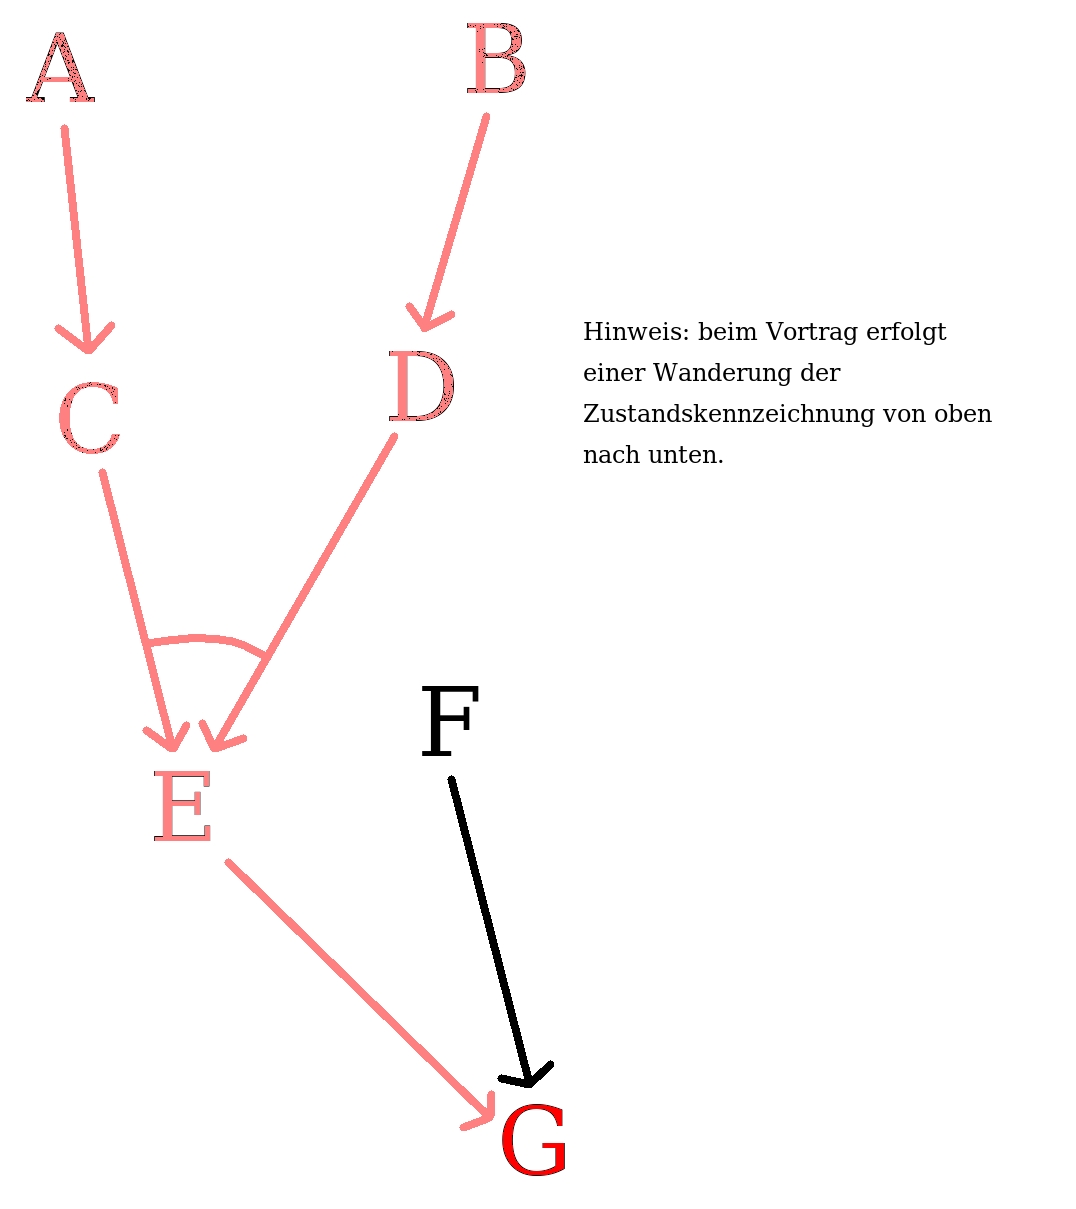 A
B
Hinweis: beim Vortrag erfolgt
einer Wanderung der
Zustandskennzeichnung von oben
nach unten.
C
D
F
E
G